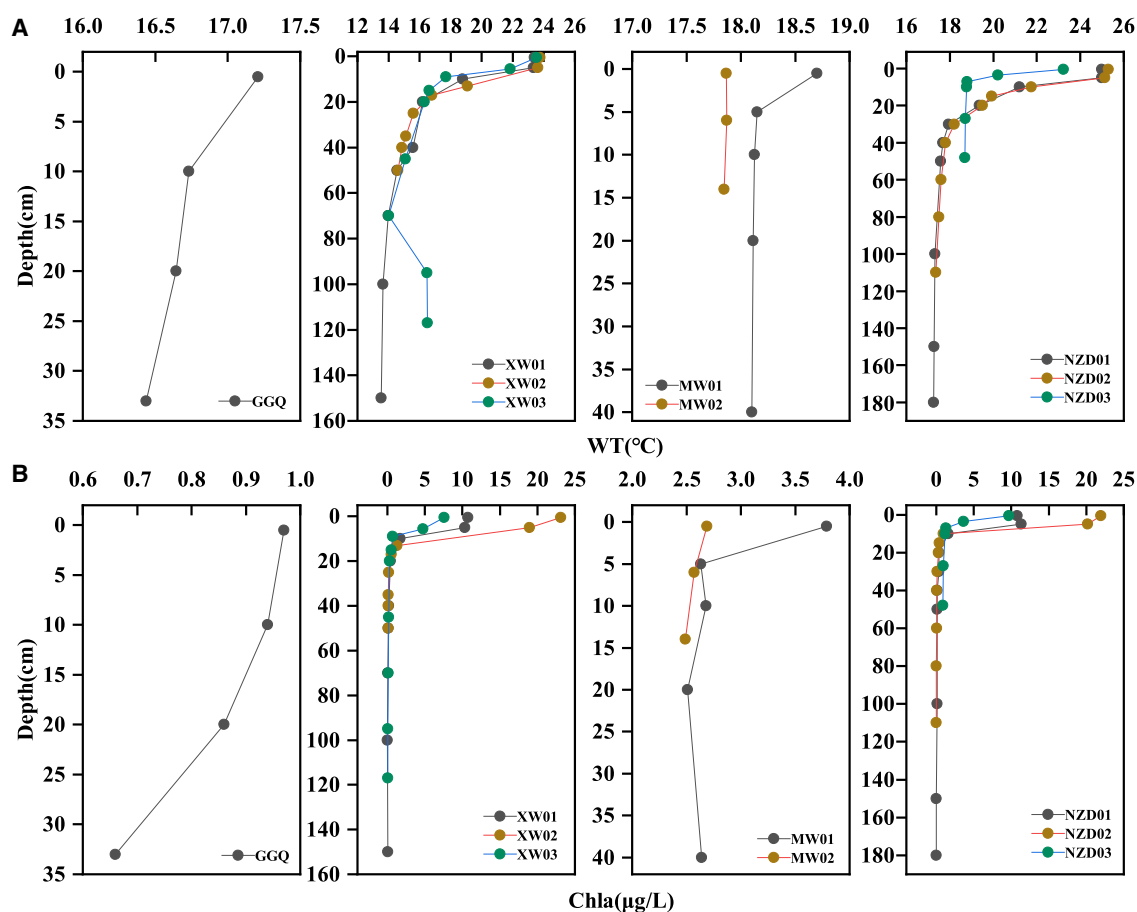 A
16.0 16.5 17.0 17.5
12 14 16 18 20 22 24 26
17.0 17.5 18.0 18.5 19.0
16 18 20 22 24 26
Depth(cm)
0
5
10
15
20
25
30
35
GGQ
0
20
40
60
80
100
120
140
160
XW01
XW02
XW03
0
5
10
15
20
25
30
35
40
MW01
MW02
0
20
40
60
80
100
120
140
160
180
NZD01
NZD02
NZD03
WT(°C)
B
0.6 0.7 0.8 0.9 1.0
0 5 10 15 20 25
2.0 2.5 3.0 3.5 4.0
0 5 10 15 20 25
Depth(cm)
0
5
10
15
20
25
30
35
GGQ
0
20
40
60
80
100
120
140
160
XW01
XW02
XW03
0
5
10
15
20
25
30
35
40
MW01
MW02
0
20
40
60
80
100
120
140
160
180
NZD01
NZD02
NZD03
Chla(μg/L)